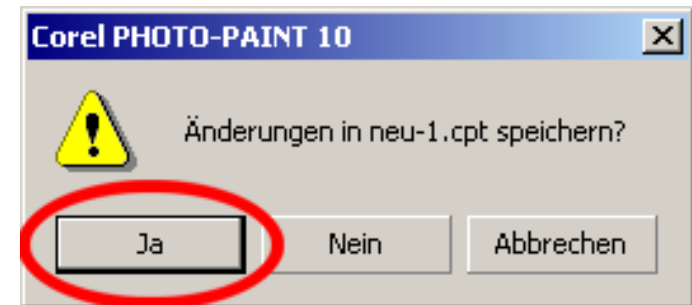 Corel PHOTO-PAINT 10
Änderungen in neu-1.cpt speichern?
Ja Nein Abbrechen